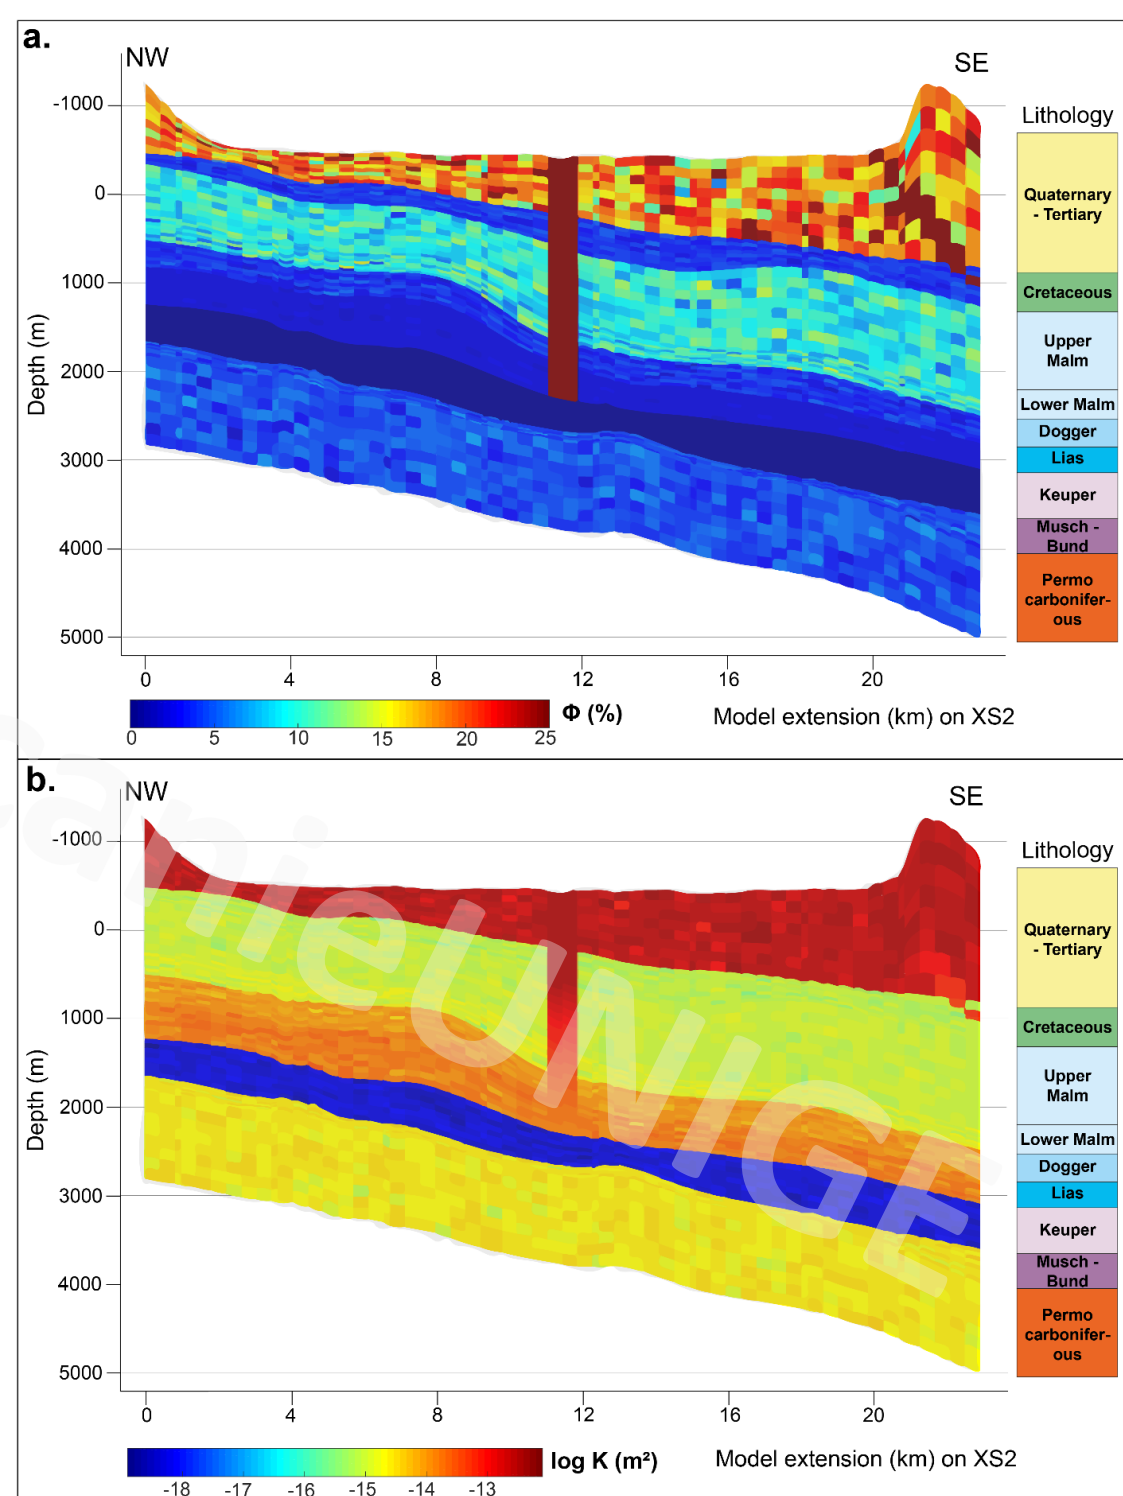 a.
NW
SE
-1000
0
1000
2000
3000
4000
5000
Depth (m)
0
4
8
12
16
20
Model extension (km) on XS2
0
5
10
15
20
25
Φ (%)
Lithology
Quaternary
- Tertiary
Cretaceous
Upper
Malm
Lower Malm
Dogger
Lias
Keuper
Musch -
Bund
Permo
carbonifer-
ous
b.
NW
SE
-1000
0
1000
2000
3000
4000
5000
Depth (m)
0
4
8
12
16
20
Model extension (km) on XS2
-18
-17
-16
-15
-14
-13
log K (m²)
Lithology
Quaternary
- Tertiary
Cretaceous
Upper
Malm
Lower Malm
Dogger
Lias
Keuper
Musch -
Bund
Permo
carbonifer-
ous